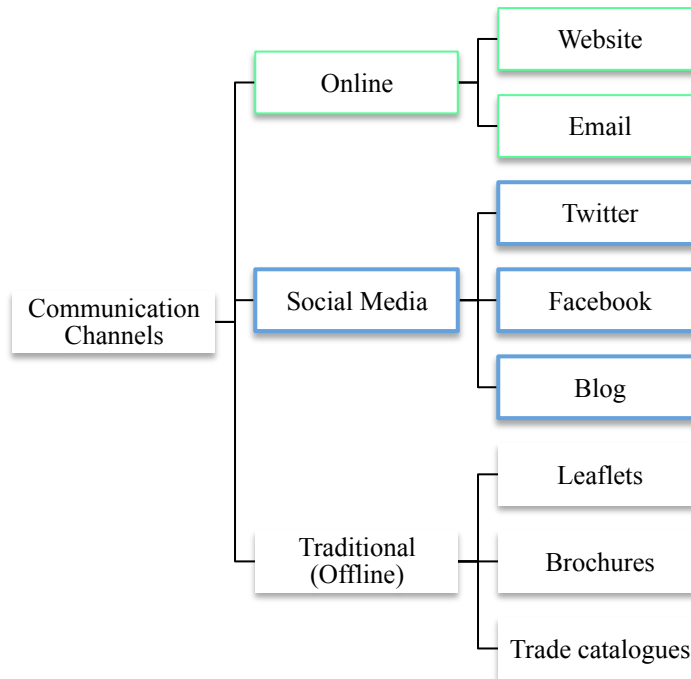 Website
Online
Email
Twitter
Communication
Channels
Social Media
Facebook
Blog
Leaflets
Traditional
(Offline)
Brochures
Trade catalogues